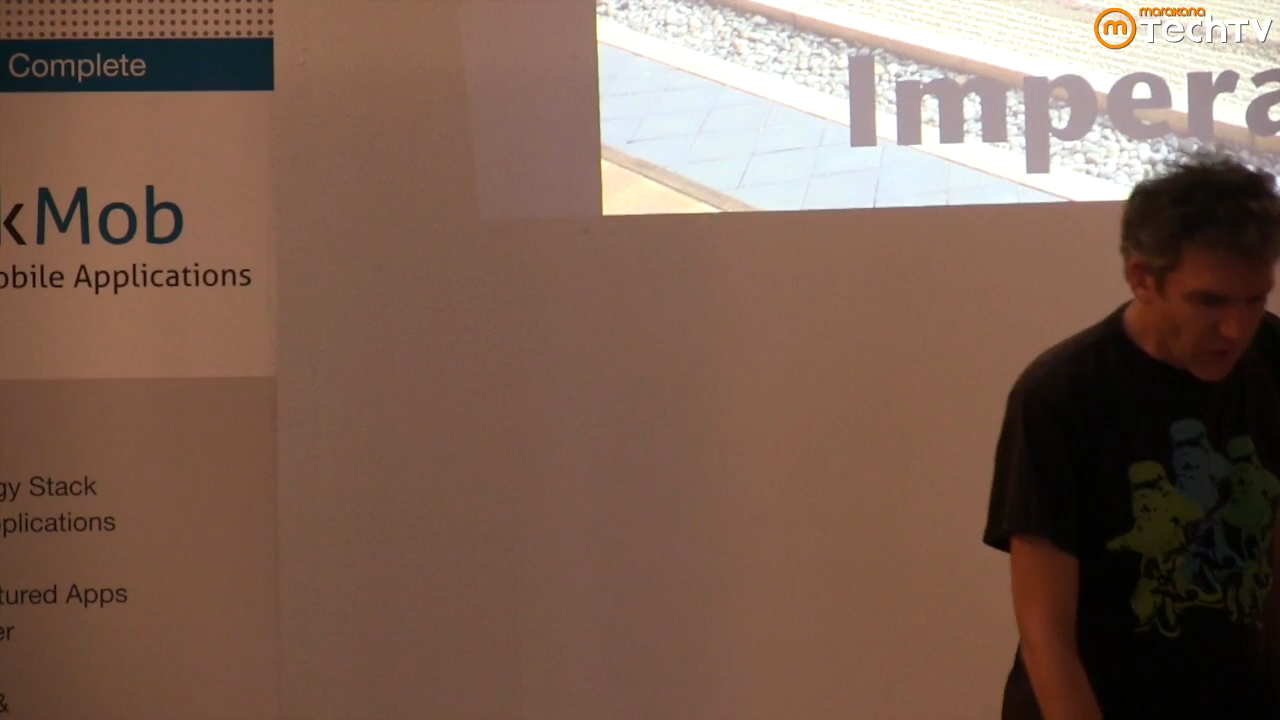 Complete
kMob
obile Applications
gy Stack
plications
tured Apps
er
&
Impera
marakana
TechTV